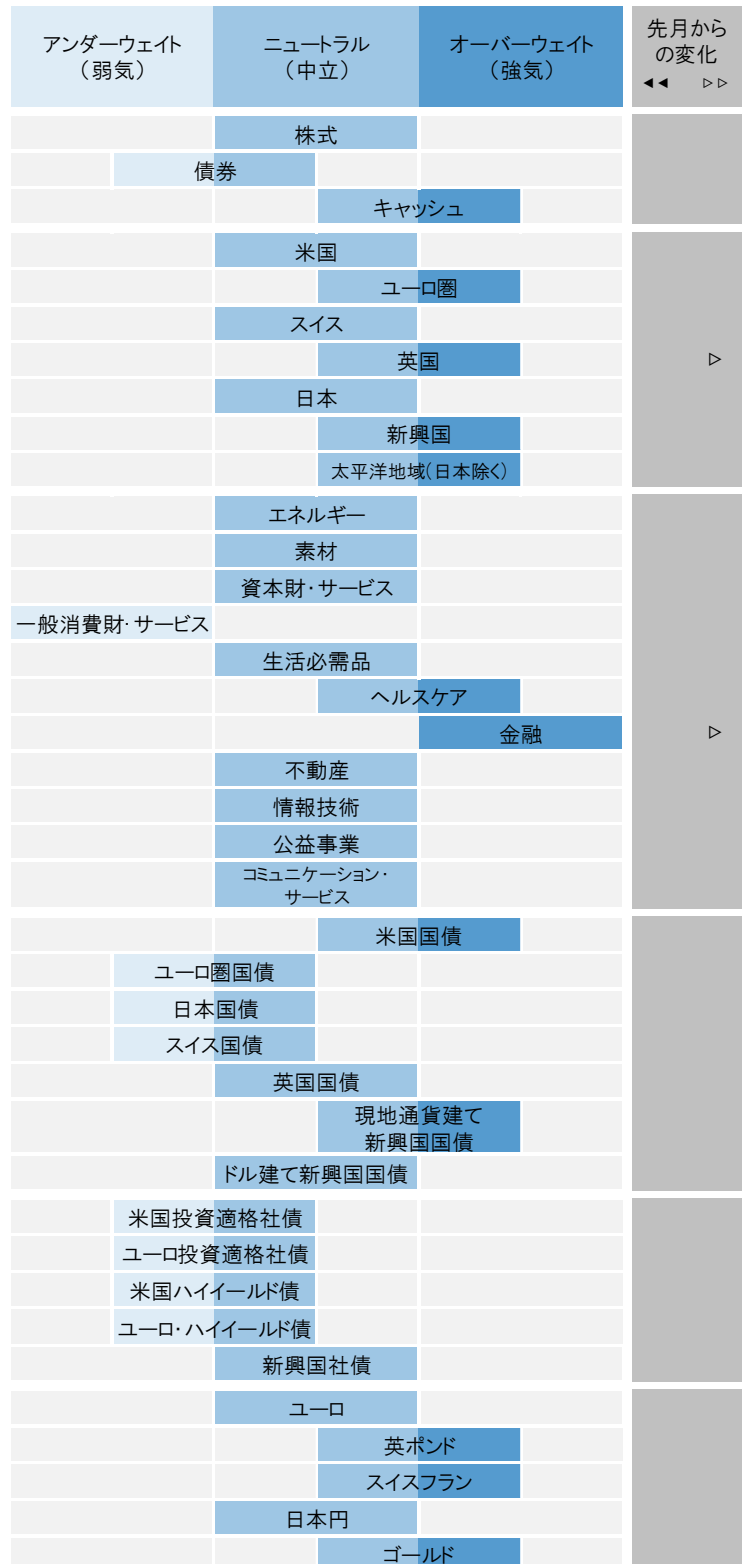 アンダーウェイト
（弱気）
ニュートラル
（中立）
オーバーウェイト
（強気）
先月から
の変化
◄◄ ▷▷
株式
債券
キャッシュ
米国
ユーロ圏
スイス
英国 ▷
日本
新興国
太平洋地域（日本除く）
エネルギー
素材
資本財・サービス
一般消費財・サービス
生活必需品
ヘルスケア
金融 ▷
不動産
情報技術
公益事業
コミュニケーション・
サービス
米国国債
ユーロ圏国債
日本国債
スイス国債
英国国債
現地通貨建て
新興国国債
ドル建て新興国国債
米国投資適格社債
ユーロ投資適格社債
米国ハイイールド債
ユーロ・ハイイールド債
新興国社債
ユーロ
英ポンド
スイスフラン
日本円
ゴールド